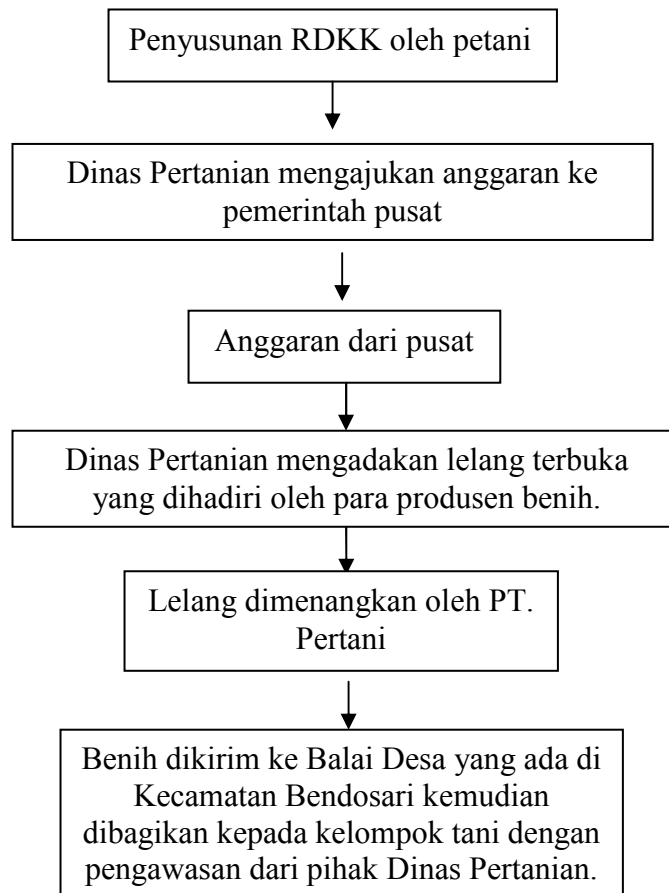 Penyusunan RDKK oleh petani
Dinas Pertanian mengajukan anggaran ke
pemerintah pusat
Anggaran dari pusat
Dinas Pertanian mengadakan lelang terbuka
yang dihadiri oleh para produsen benih.
Lelang dimenangkan oleh PT.
Pertani
Benih dikirim ke Balai Desa yang ada di
Kecamatan Bendosari kemudian
dibagikan kepada kelompok tani dengan
pengawasan dari pihak Dinas Pertanian.